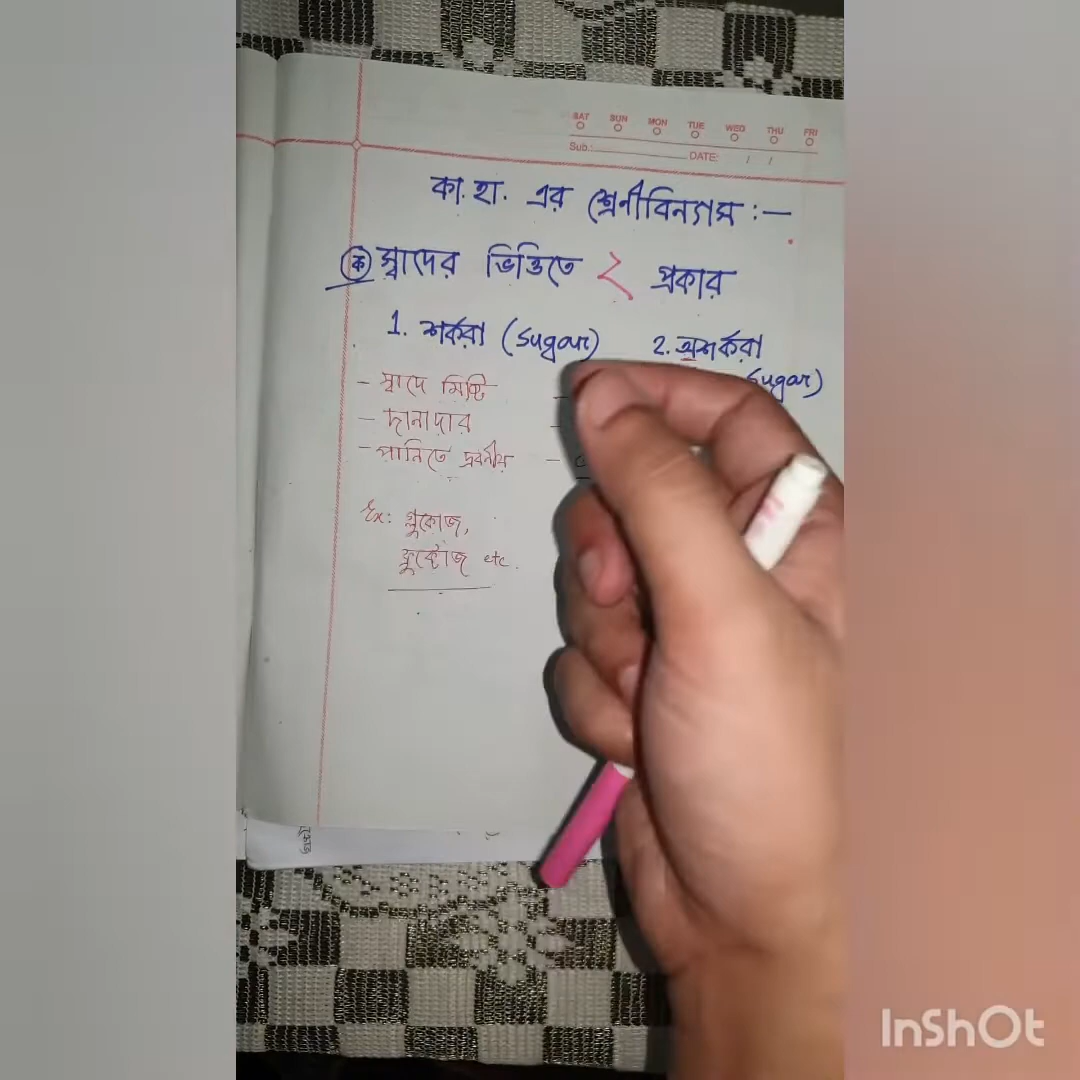 SAT SUN MON TUE WED THU FRI
Sub.: DATE: / /
কা.হা. এর শ্রেনীবিন্যাস :—
ক স্বাদের ভিত্তিতে ২ প্রকার
1. শর্করা (Sugar) 2. অশর্করা
Sugar)
- স্বাদে মিষ্টি -
- দানাদার -
- পানিতে দ্রবনীয় -
Ex: গ্লুকোজ,
ফ্রুক্টোজ etc.
InShOt